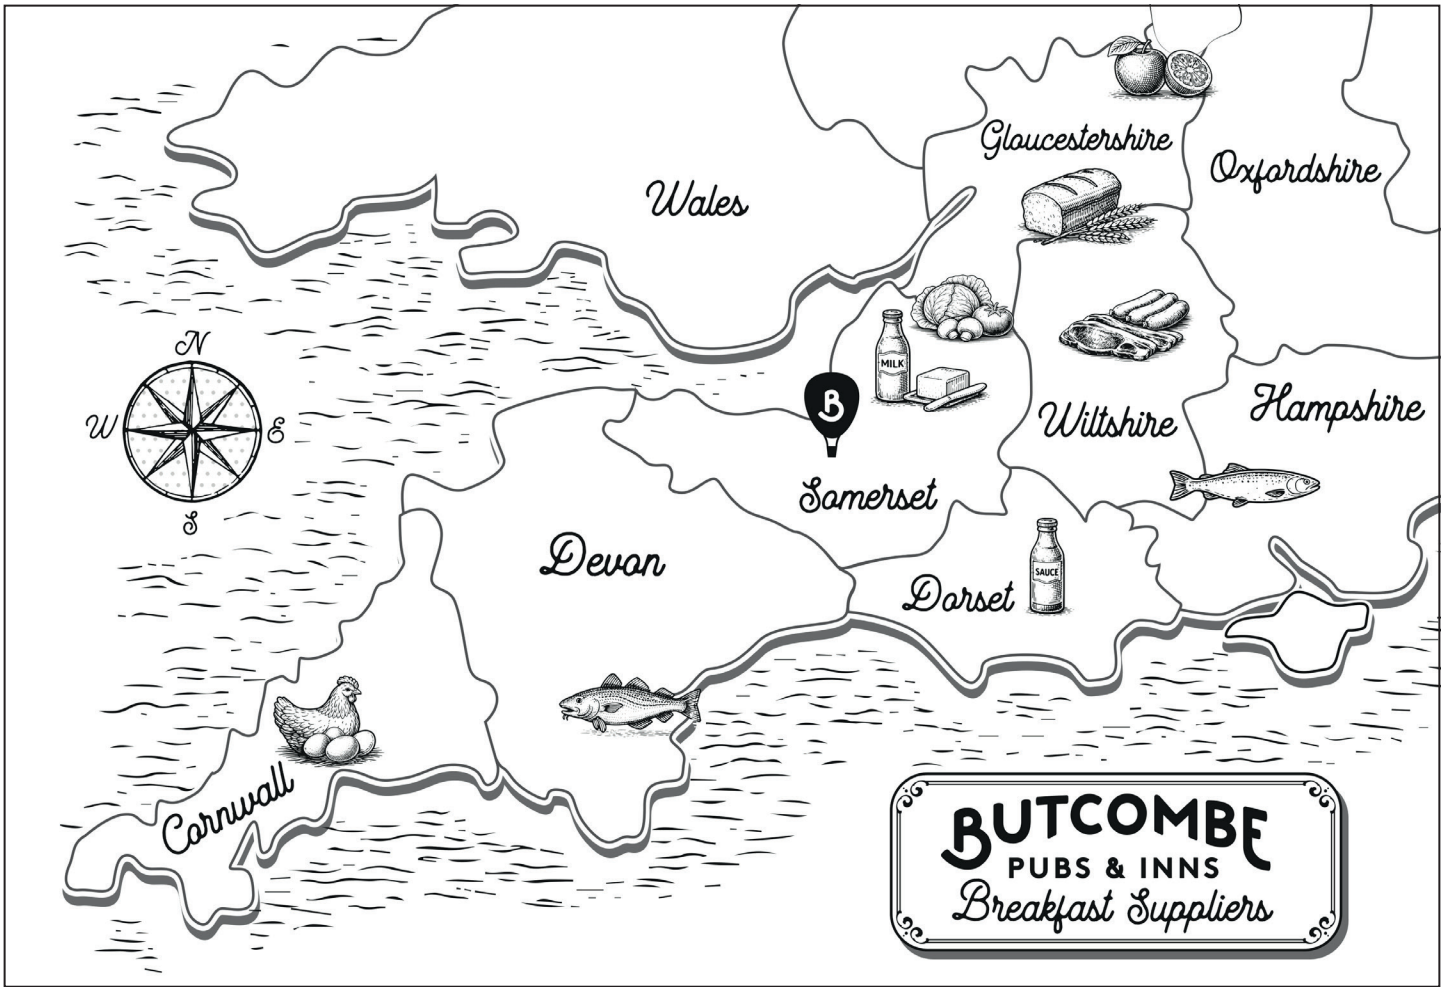 Gloucestershire
Oxfordshire
Wales
MILK
N
W
E
S
B
Wiltshire
Hampshire
Somerset
Devon
Dorset
SAUCE
Cornwall
BUTCOMBE
PUBS & INNS
Breakfast Suppliers